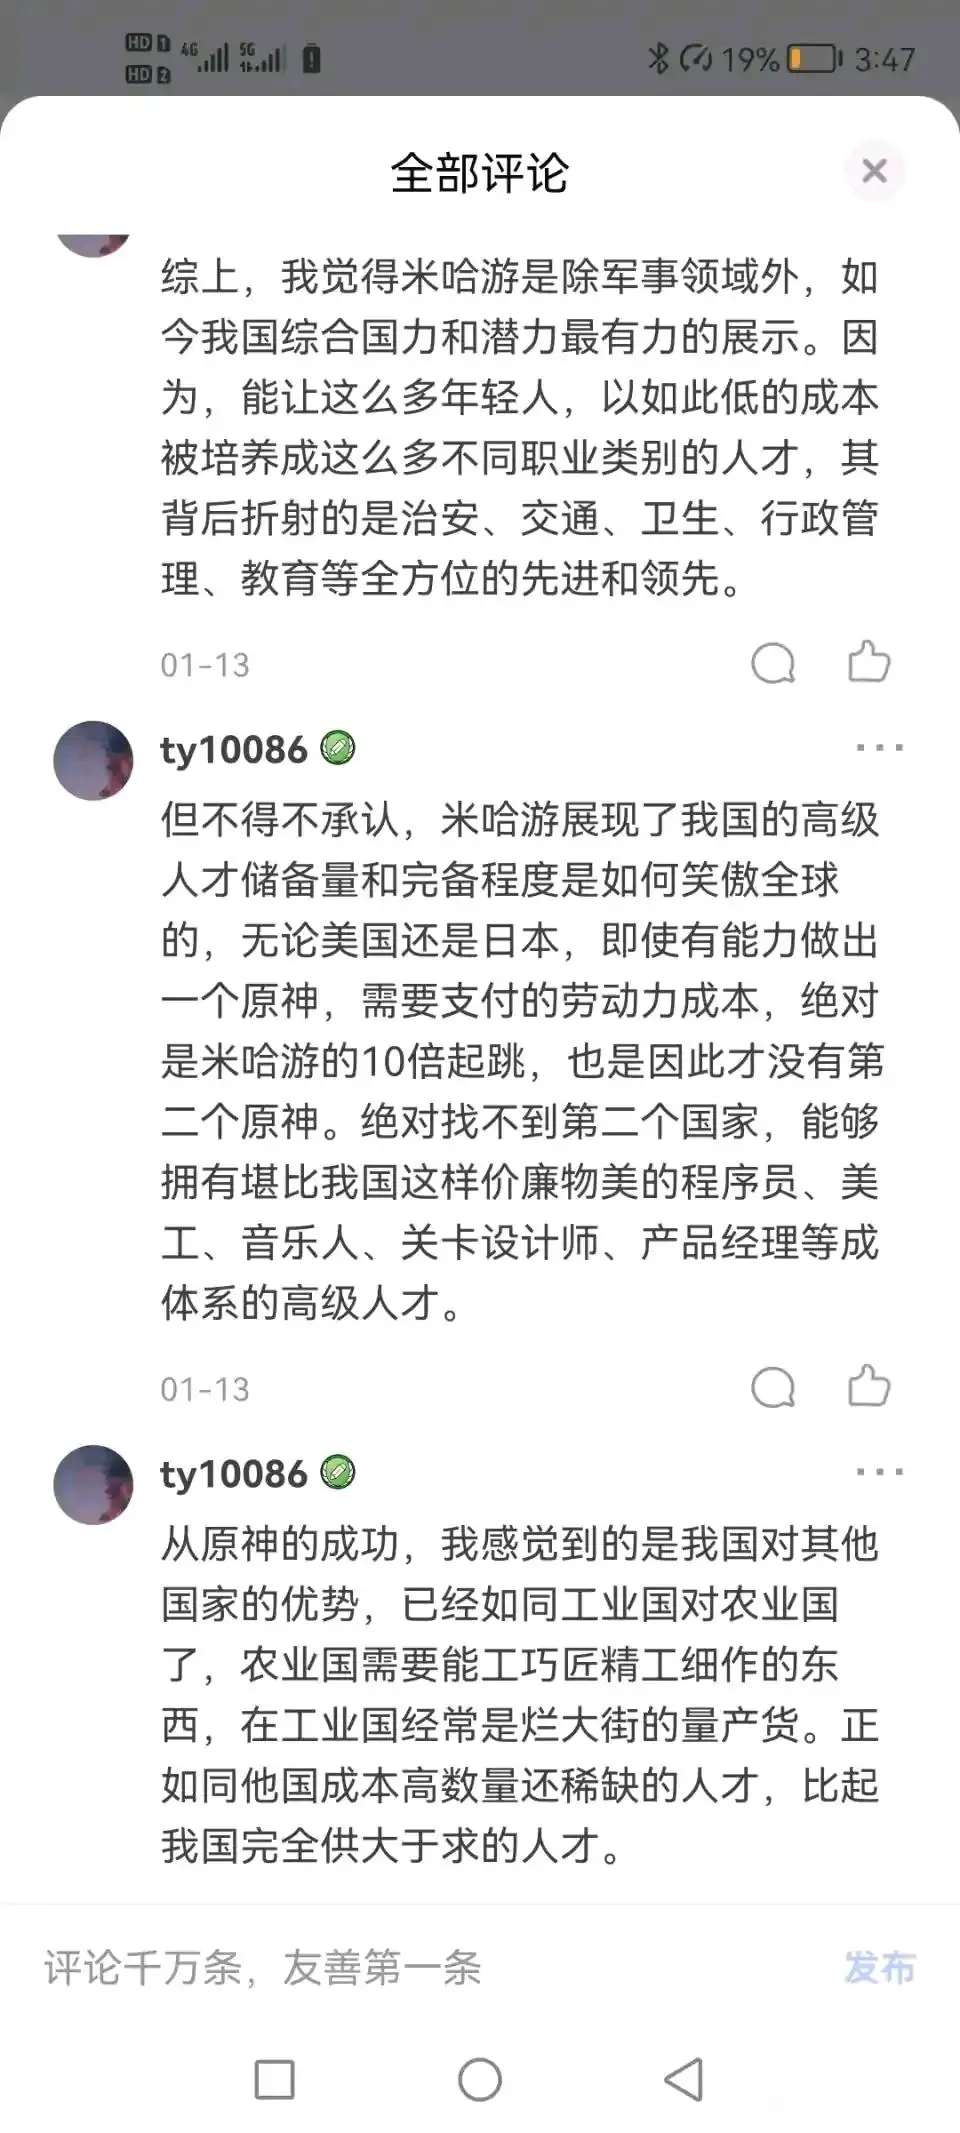 HD 1 4G 5G 19% 3:47
HD 2
全部评论
综上，我觉得米哈游是除军事领域外，如
今我国综合国力和潜力最有力的展示。因
为，能让这么多年轻人，以如此低的成本
被培养成这么多不同职业类别的人才，其
背后折射的是治安、交通、卫生、行政管
理、教育等全方位的先进和领先。
01-13
ty10086
但不得不承认，米哈游展现了我国的高级
人才储备量和完备程度是如何笑傲全球
的，无论美国还是日本，即使有能力做出
一个原神，需要支付的劳动力成本，绝对
是米哈游的10倍起跳，也是因此才没有第
二个原神。绝对找不到第二个国家，能够
拥有堪比我国这样价廉物美的程序员、美
工、音乐人、关卡设计师、产品经理等成
体系的高级人才。
01-13
ty10086
从原神的成功，我感觉到的是我国对其他
国家的优势，已经如同工业国对农业国
了，农业国需要能工巧匠精工细作的东
西，在工业国经常是烂大街的量产货。正
如同他国成本高数量还稀缺的人才，比起
我国完全供大于求的人才。
评论千万条，友善第一条 发布